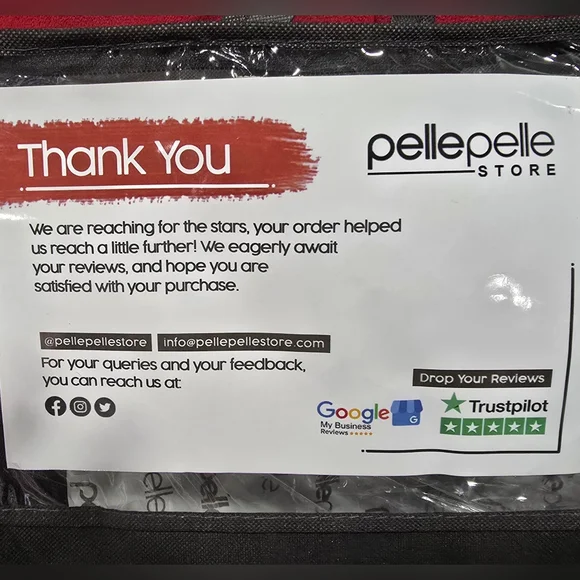 Thank You
pellepelle
STORE
We are reaching for the stars, your order helped
us reach a little further! We eagerly await
your reviews, and hope you are
satisfied with your purchase.
@pellepellestore info@pellepellestore.com
For your queries and your feedback,
you can reach us at:
Drop Your Reviews
Google
My Business
Reviews
G
Trustpilot